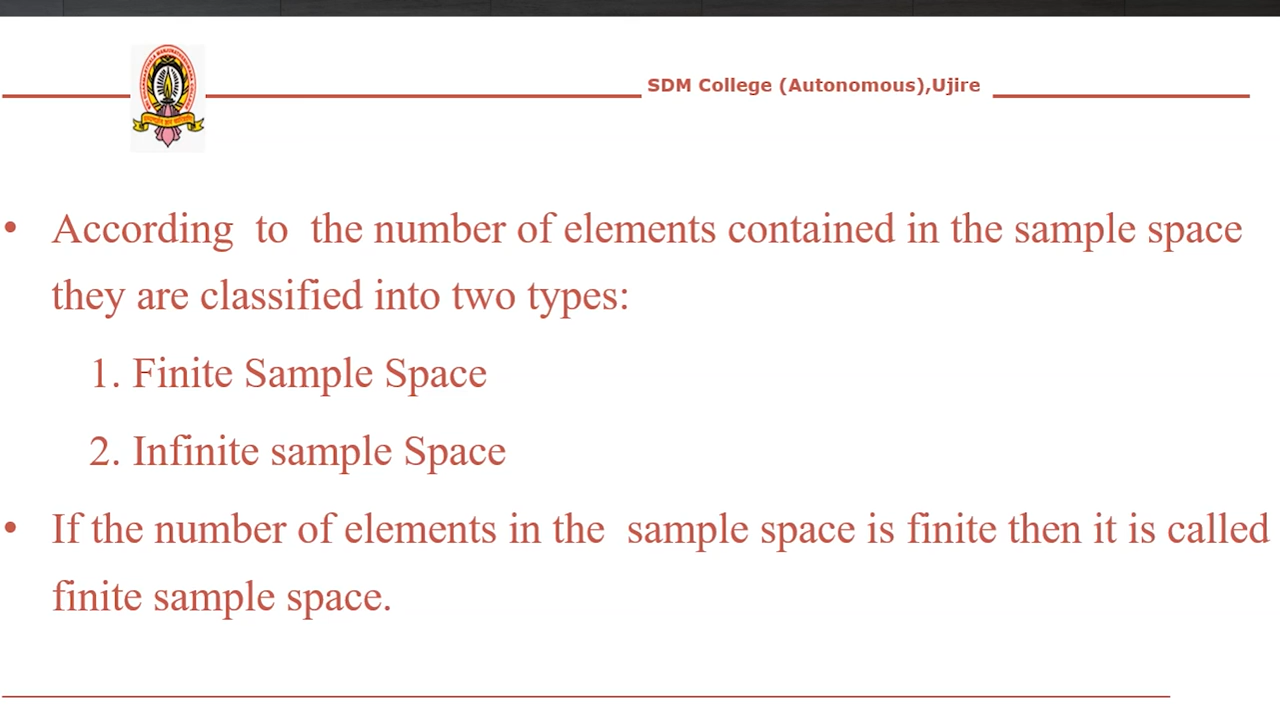 SDM College (Autonomous),Ujire
• According to the number of elements contained in the sample space
they are classified into two types:
1. Finite Sample Space
2. Infinite sample Space
• If the number of elements in the sample space is finite then it is called
finite sample space.